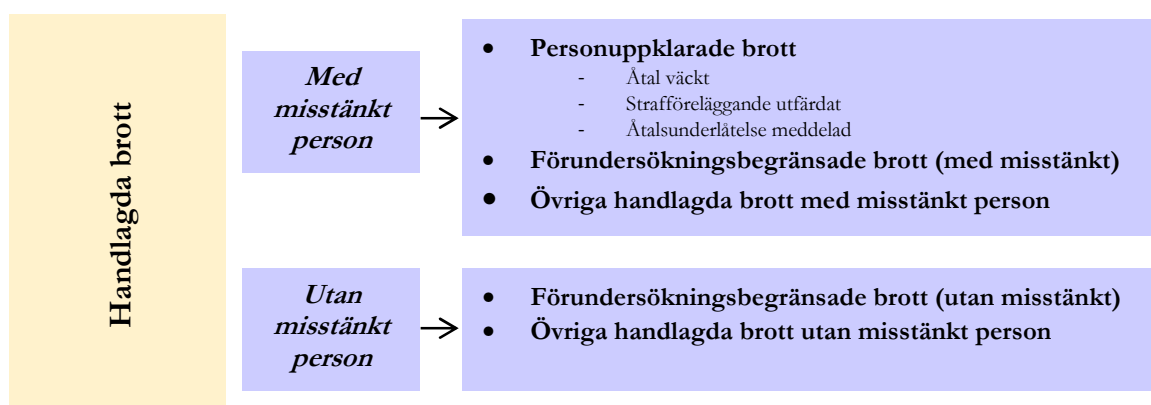 Handlagda brott
Med
misstänkt
person
• Personuppklarade brott
- Åtal väckt
- Strafföreläggande utfärdat
- Åtalsunderlåtelse meddelad
• Förundersökningsbegränsade brott (med misstänkt)
• Övriga handlagda brott med misstänkt person
Utan
misstänkt
person
• Förundersökningsbegränsade brott (utan misstänkt)
• Övriga handlagda brott utan misstänkt person